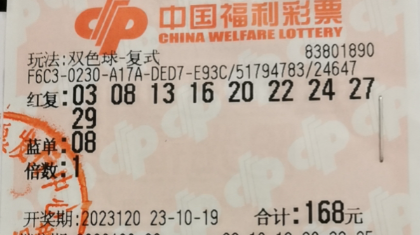 中国福利彩票
CHINA WELFARE LOTTERY
玩法:双色球-复式 83801890
F6C3-0230-A17A-DED7-E93C/51794783/24647
红复:03 08 13 16 20 22 24 27
29
蓝单:08
倍数:1
开奖期:2023120 23-10-19 合计:168元